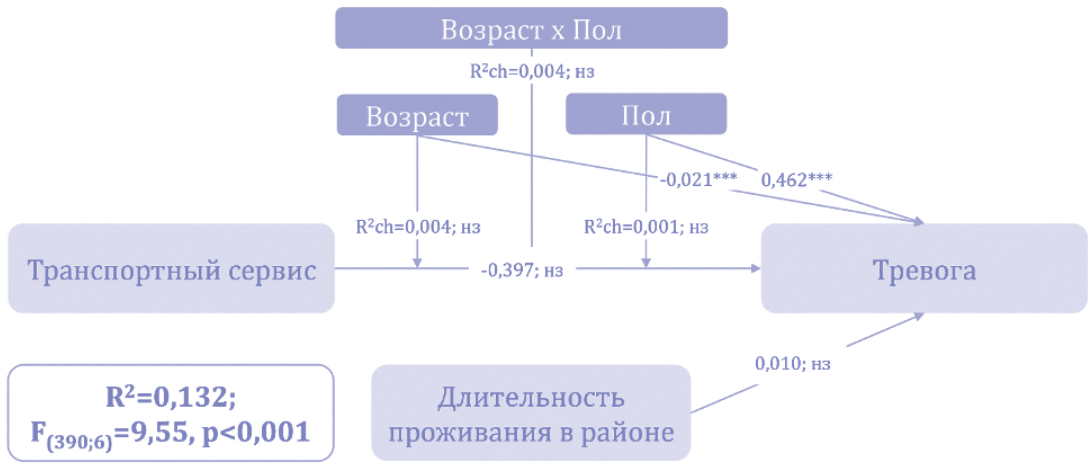 Возраст x Пол
R²ch=0,004; нз
Возраст
Пол
-0,021***
0,462***
R²ch=0,004; нз
R²ch=0,001; нз
Транспортный сервис
-0,397; нз
Тревога
0,010; нз
R²=0,132;
F(390;6)=9,55, p<0,001
Длительность
проживания в районе